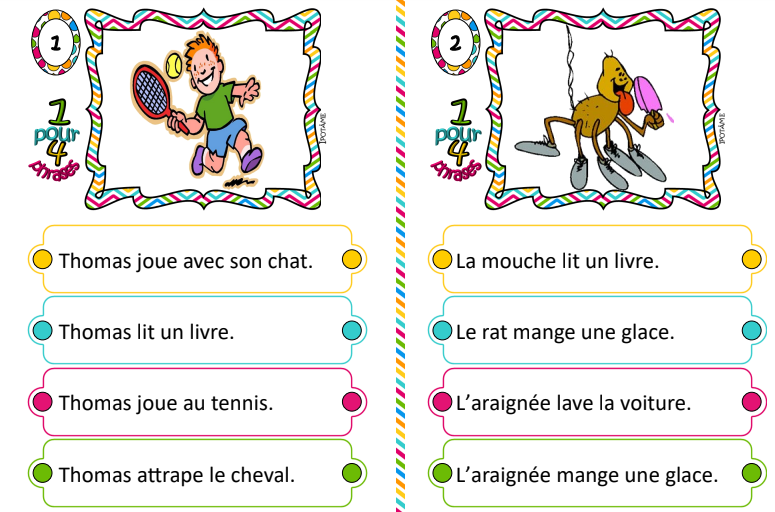 1
1
pour
4
phrases
IPOTÂME
Thomas joue avec son chat.
Thomas lit un livre.
Thomas joue au tennis.
Thomas attrape le cheval.
2
1
pour
4
phrases
IPOTÂME
La mouche lit un livre.
Le rat mange une glace.
L’araignée lave la voiture.
L’araignée mange une glace.